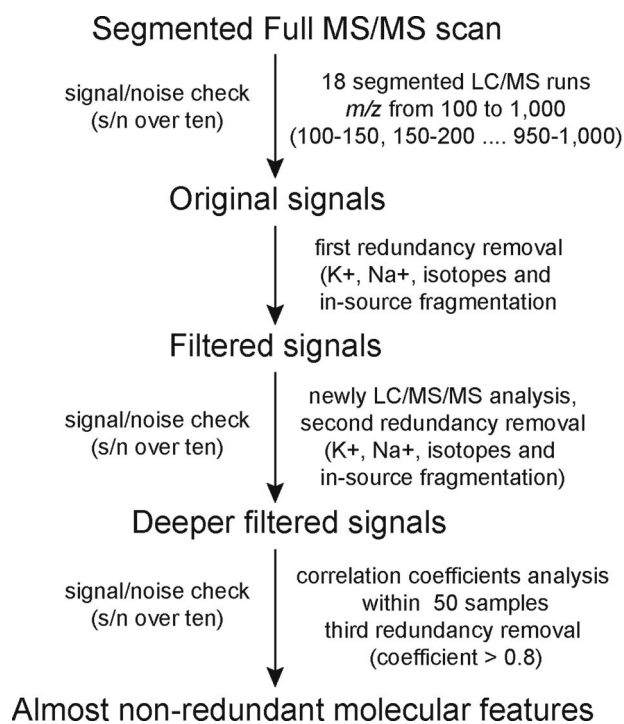 Segmented Full MS/MS scan
signal/noise check
(s/n over ten)
18 segmented LC/MS runs
m/z from 100 to 1,000
(100-150, 150-200 .... 950-1,000)
Original signals
first redundancy removal
(K+, Na+, isotopes and
in-source fragmentation
Filtered signals
signal/noise check
(s/n over ten)
newly LC/MS/MS analysis,
second redundancy removal
(K+, Na+, isotopes and
in-source fragmentation)
Deeper filtered signals
signal/noise check
(s/n over ten)
correlation coefficients analysis
within 50 samples
third redundancy removal
(coefficient > 0.8)
Almost non-redundant molecular features